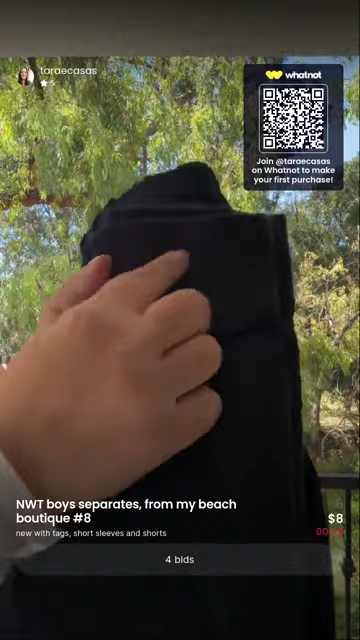 taraecasas
whatnot
Join @taraecasas
on Whatnot to make
your first purchase!
NWT boys separates, from my beach
boutique #8
$8
new with tags, short sleeves and shorts
4 bids